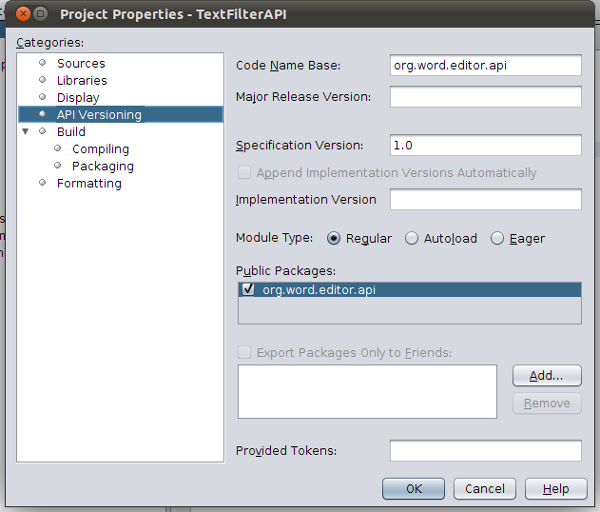 Project Properties - TextFilterAPI
Categories:
Sources
Libraries
Display
API Versioning
Build
Compiling
Packaging
Formatting
Code Name Base: org.word.editor.api
Major Release Version:
Specification Version: 1.0
Append Implementation Versions Automatically
Implementation Version
Module Type: Regular Autoload Eager
Public Packages:
org.word.editor.api
Export Packages Only to Friends:
Add...
Remove
Provided Tokens:
OK Cancel Help